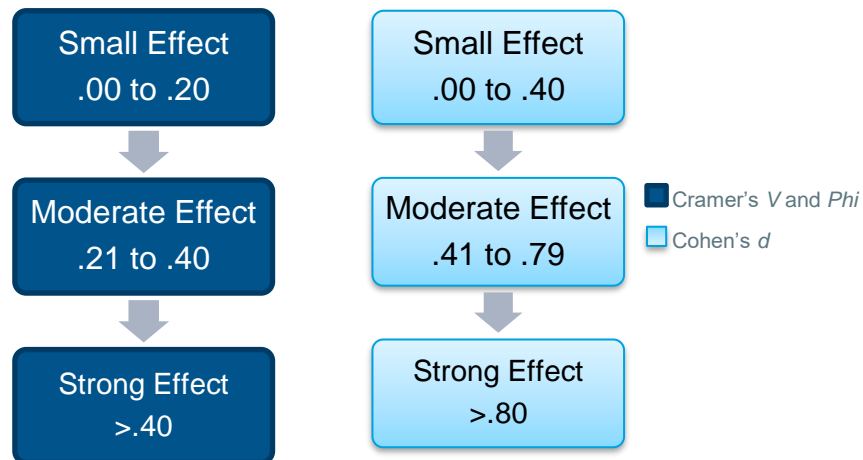 Small Effect
.00 to .20
Moderate Effect
.21 to .40
Strong Effect
>.40
Small Effect
.00 to .40
Moderate Effect
.41 to .79
Strong Effect
>.80
Cramer's V and Phi
Cohen's d